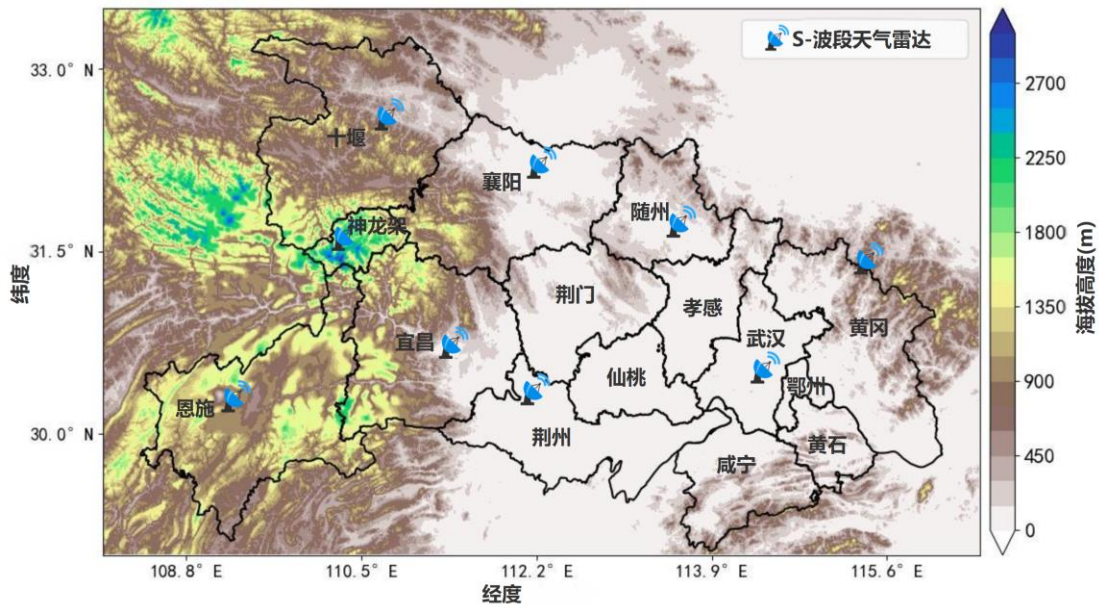 S-波段天气雷达
33.0° N
31.5° N
30.0° N
纬度
十堰
襄阳
随州
神龙架
荆门
孝感
武汉
黄冈
宜昌
仙桃
鄂州
恩施
荆州
黄石
咸宁
108.8° E
110.5° E
112.2° E
113.9° E
115.6° E
经度
2700
2250
1800
1350
900
450
0
海拔高度(m)